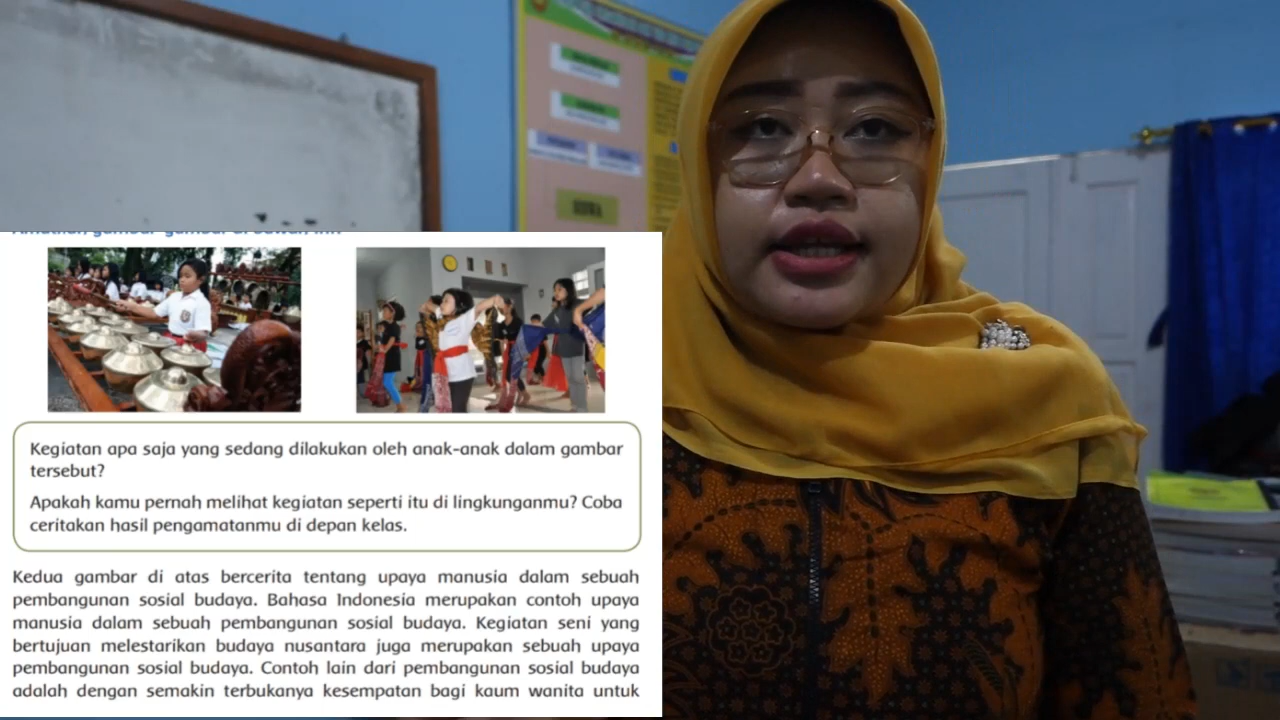 Kegiatan apa saja yang sedang dilakukan oleh anak-anak dalam gambar
tersebut?
Apakah kamu pernah melihat kegiatan seperti itu di lingkunganmu? Coba
ceritakan hasil pengamatanmu di depan kelas.
Kedua gambar di atas bercerita tentang upaya manusia dalam sebuah
pembangunan sosial budaya. Bahasa Indonesia merupakan contoh upaya
manusia dalam sebuah pembangunan sosial budaya. Kegiatan seni yang
bertujuan melestarikan budaya nusantara juga merupakan sebuah upaya
pembangunan sosial budaya. Contoh lain dari pembangunan sosial budaya
adalah dengan semakin terbukanya kesempatan bagi kaum wanita untuk